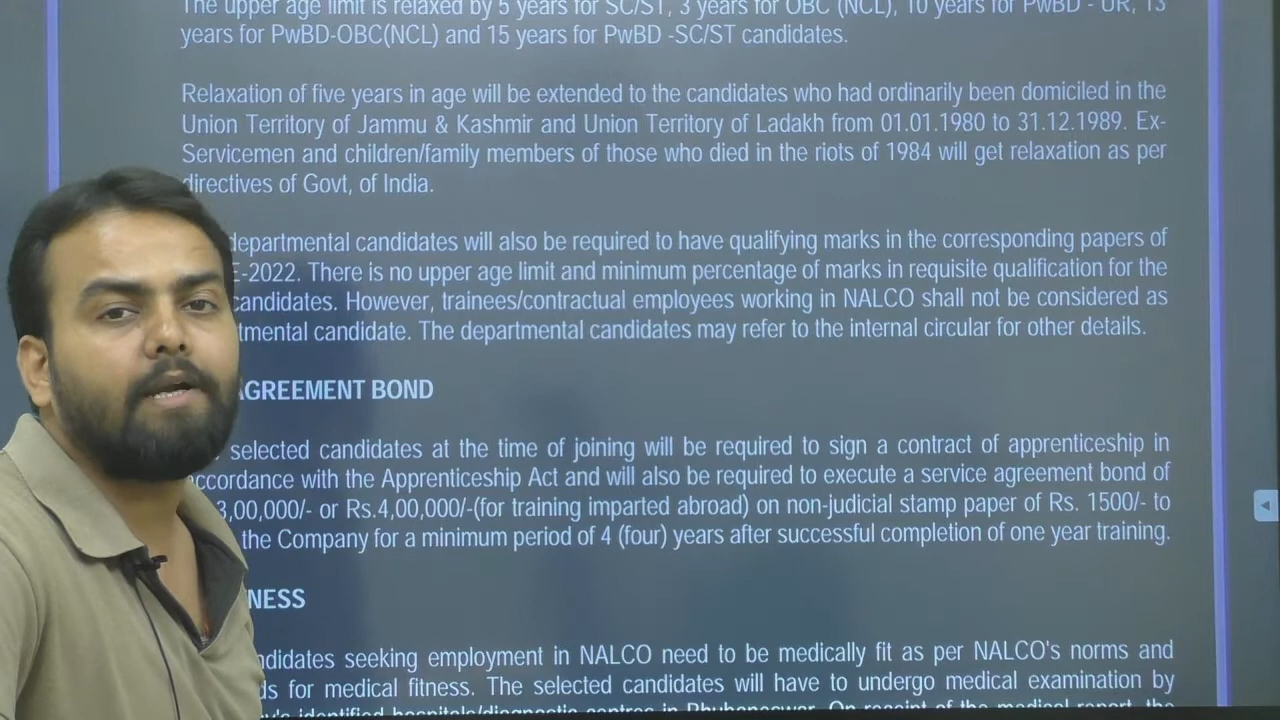 The upper age limit is relaxed by 5 years for SC/ST, 3 years for OBC (NCL), 10 years for PwBD - UR, 13
years for PwBD-OBC(NCL) and 15 years for PwBD -SC/ST candidates.
Relaxation of five years in age will be extended to the candidates who had ordinarily been domiciled in the
Union Territory of Jammu & Kashmir and Union Territory of Ladakh from 01.01.1980 to 31.12.1989. Ex-
Servicemen and children/family members of those who died in the riots of 1984 will get relaxation as per
directives of Govt, of India.
departmental candidates will also be required to have qualifying marks in the corresponding papers of
E-2022. There is no upper age limit and minimum percentage of marks in requisite qualification for the
candidates. However, trainees/contractual employees working in NALCO shall not be considered as
tmental candidate. The departmental candidates may refer to the internal circular for other details.
AGREEMENT BOND
selected candidates at the time of joining will be required to sign a contract of apprenticeship in
ccordance with the Apprenticeship Act and will also be required to execute a service agreement bond of
3,00,000/- or Rs.4,00,000/-(for training imparted abroad) on non-judicial stamp paper of Rs. 1500/- to
the Company for a minimum period of 4 (four) years after successful completion of one year training.
NESS
ndidates seeking employment in NALCO need to be medically fit as per NALCO's norms and
ds for medical fitness. The selected candidates will have to undergo medical examination by
y's identified hospitals/diagnostic centres in Bhubaneswar. On receipt of the medical report, the